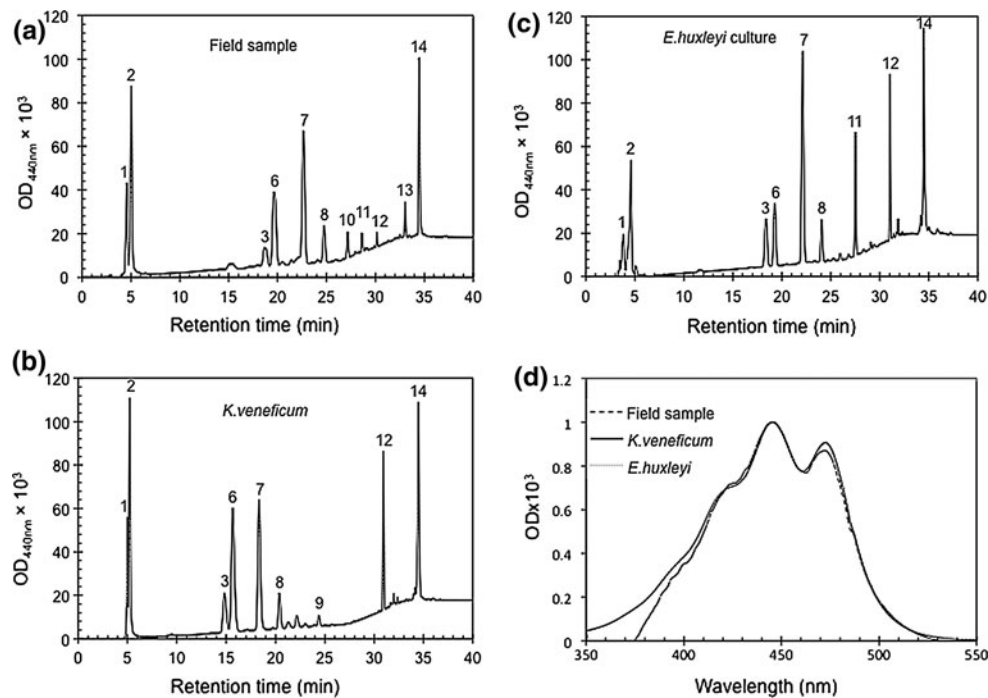 (a)
Field sample
OD440nm × 10³
120
100
80
60
40
20
0
1
2
3
6
7
8
10
11
12
13
14
0 5 10 15 20 25 30 35 40
Retention time (min)
(c)
E.huxleyi culture
OD440nm × 10³
120
100
80
60
40
20
0
1
2
3
6
7
8
11
12
14
0 5 10 15 20 25 30 35 40
Retention time (min)
(b)
K.veneficum
OD440nm × 10³
120
100
80
60
40
20
0
1
2
3
6
7
8
9
12
14
0 5 10 15 20 25 30 35 40
Retention time (min)
(d)
Field sample
K.veneficum
E.huxleyi
ODx10³
1.2
1
0.8
0.6
0.4
0.2
0
350 400 450 500 550
Wavelength (nm)